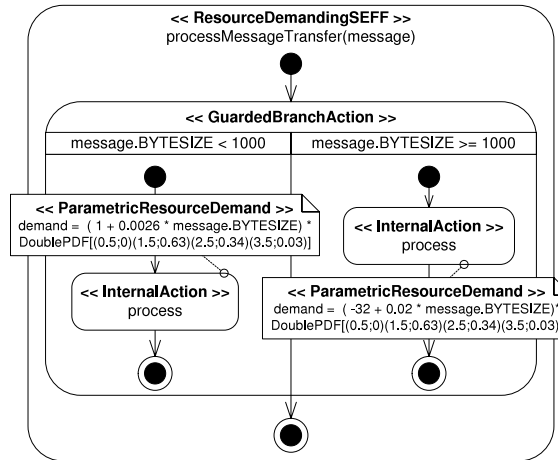 << ResourceDemandingSEFF >>
processMessageTransfer(message)
<< GuardedBranchAction >>
message.BYTESIZE < 1000
message.BYTESIZE >= 1000
<< ParametricResourceDemand >>
demand = ( 1 + 0.0026 * message.BYTESIZE) *
DoublePDF[(0.5;0)(1.5;0.63)(2.5;0.34)(3.5;0.03)]
<< InternalAction >>
process
<< InternalAction >>
process
<< ParametricResourceDemand >>
demand = ( -32 + 0.02 * message.BYTESIZE)*
DoublePDF[(0.5;0)(1.5;0.63)(2.5;0.34)(3.5;0.03)